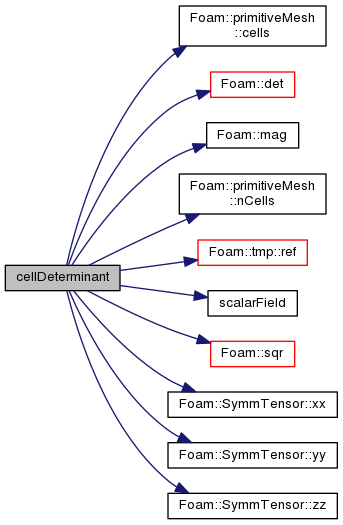 Foam::primitiveMesh
::cells
Foam::det
Foam::mag
Foam::primitiveMesh
::nCells
Foam::tmp::ref
cellDeterminant
scalarField
Foam::sqr
Foam::SymmTensor::xx
Foam::SymmTensor::yy
Foam::SymmTensor::zz